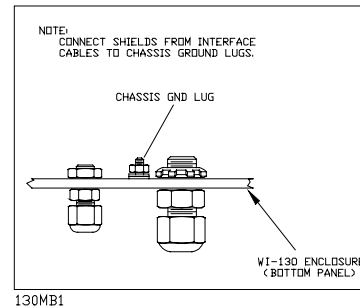 NOTE:
CONNECT SHIELDS FROM INTERFACE
CABLES TO CHASSIS GROUND LUGS.
CHASSIS GND LUG
WI-130 ENCLOSURE
(BOTTOM PANEL)
130MB1